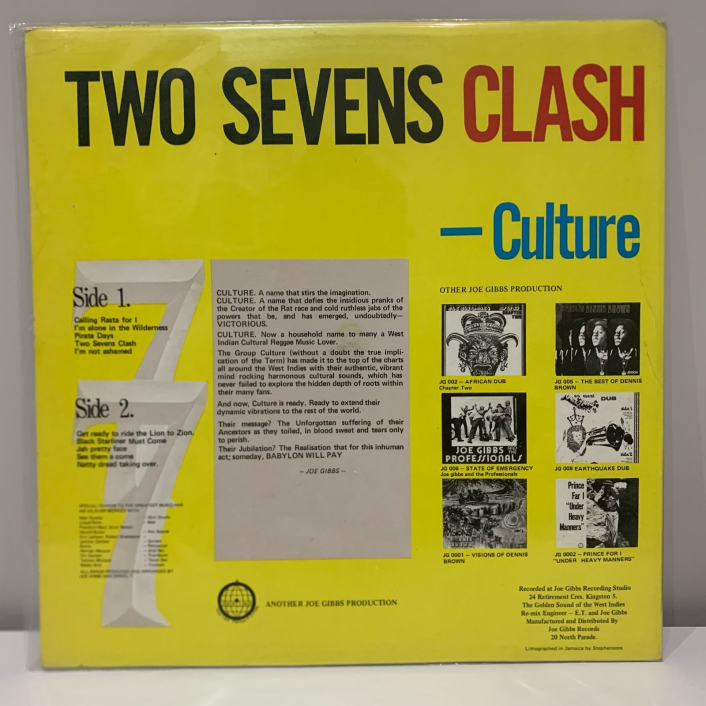 TWO SEVENS CLASH
– Culture
Side 1.
Calling Rasta for I
I'm alone in the Wilderness
Pirate Days
Two Sevens Clash
I'm not ashamed
Side 2.
Get ready to ride the Lion to Zion.
Black Starliner Must Come
Jah pretty face
See them a come
Natty dread taking over.
SPECIAL THANKS TO THE GREATEST MUSICIANS
CULTURE. A name that stirs the imagination.
CULTURE. A name that defies the insidious pranks of
the Creator of the Rat race and cold ruthless jabs of the
powers that be, and has emerged, undoubtedly—
VICTORIOUS.
CULTURE. Now a household name to many a West
Indian Cultural Reggae Music Lover.
The Group Culture (without a doubt the true impli-
cation of the Term) has made it to the top of the charts
all around the West Indies with their authentic, vibrant
mind rocking harmonous cultural sounds, which has
never failed to explore the hidden depth of roots within
their many fans.
And now, Culture is ready. Ready to extend their
dynamic vibrations to the rest of the world.
Their message? The Unforgotten suffering of their
Ancestors as they toiled, in blood sweat and tears only
to perish.
Their Jubilation? The Realisation that for this inhuman
act; someday, BABYLON WILL PAY
– JOE GIBBS –
ANOTHER JOE GIBBS PRODUCTION
OTHER JOE GIBBS PRODUCTION
JG 002 – AFRICAN DUB
Chapter Two
JG 005 – THE BEST OF DENNIS
BROWN
JOE GIBBS
AND THE
PROFESSIONALS
JG 006 – STATE OF EMERGENCY
Joe gibbs and the Professionals
DUB
side 1
side 2
JG 008 EARTHQUAKE DUB
JG 0001 – VISIONS OF DENNIS
BROWN
Prince
Far I
"Under
Heavy
Manners"
JG 0002 – PRINCE FOR I
"UNDER HEAVY MANNERS"
Recorded at Joe Gibbs Recording Studio
24 Retirement Cres. Kingston 5.
The Golden Sound of the West Indies
Re-mix Engineer – E.T. and Joe Gibbs
Manufactured and Distributed By
Joe Gibbs Records
20 North Parade.
Lithographed in Jamaica by Stephensons